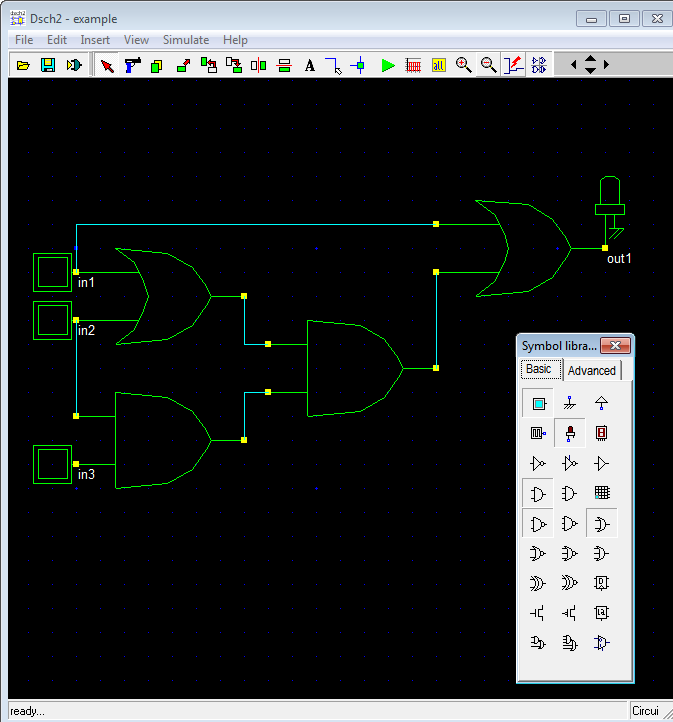 Dsch2 - example
File Edit Insert View Simulate Help
in1
in2
in3
out1
Symbol libra...
Basic Advanced
ready...
Circui